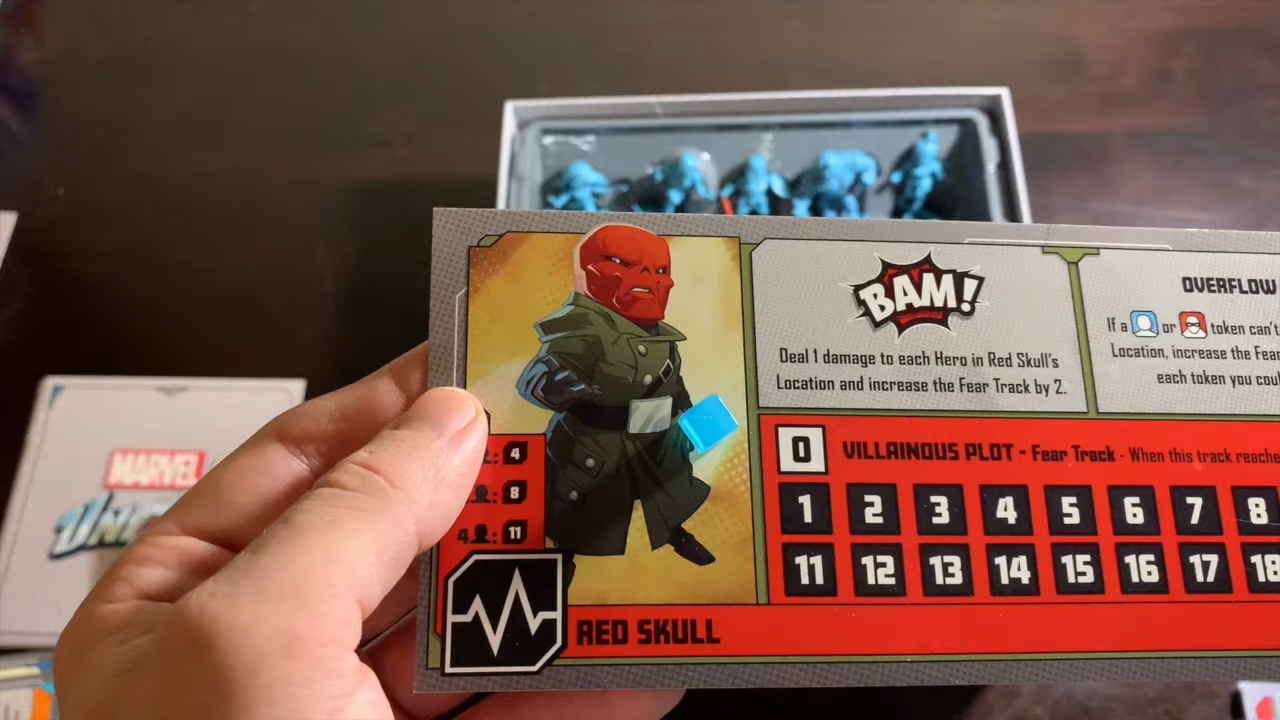 BAM!
Deal 1 damage to each Hero in Red Skull's
Location and increase the Fear Track by 2.
OVERFLOW
If a or token can't
Location, increase the
each token you
: 4
: 8
4 : 11
0 VILLAINOUS PLOT - Fear Track - When this track reache
1 2 3 4 5 6 7 8
11 12 13 14 15 16 17 18
RED SKULL
MARVEL